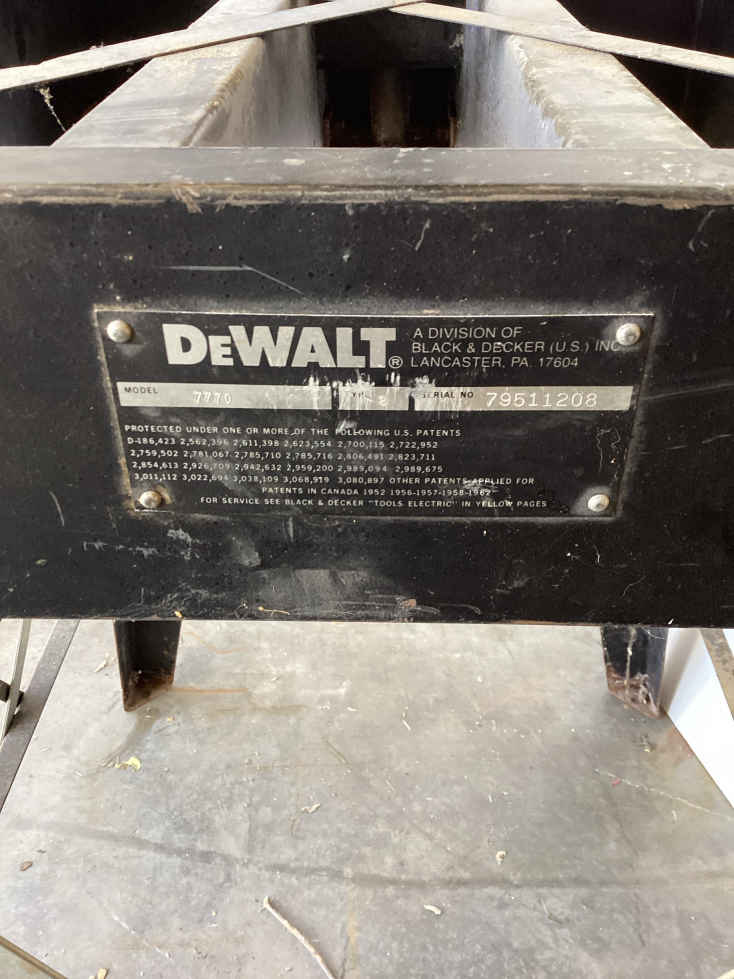 DeWALT®
A DIVISION OF
BLACK & DECKER (U.S.) INC.
LANCASTER, PA. 17604
MODEL 7770 2 SERIAL NO 79511208
PROTECTED UNDER ONE OR MORE OF THE FOLLOWING U.S. PATENTS
D-186,423 2,562,396 2,611,398 2,623,554 2,700,115 2,722,952
2,759,502 2,781,067 2,785,710 2,785,716 2,806,491 2,823,711
2,854,613 2,926,709 2,942,632 2,959,200 2,989,094 2,989,675
3,011,112 3,022,694 3,038,109 3,068,919 3,080,897 OTHER PATENTS APPLIED FOR
PATENTS IN CANADA 1952 1956-1957-1958-1962
FOR SERVICE SEE BLACK & DECKER "TOOLS ELECTRIC" IN YELLOW PAGES